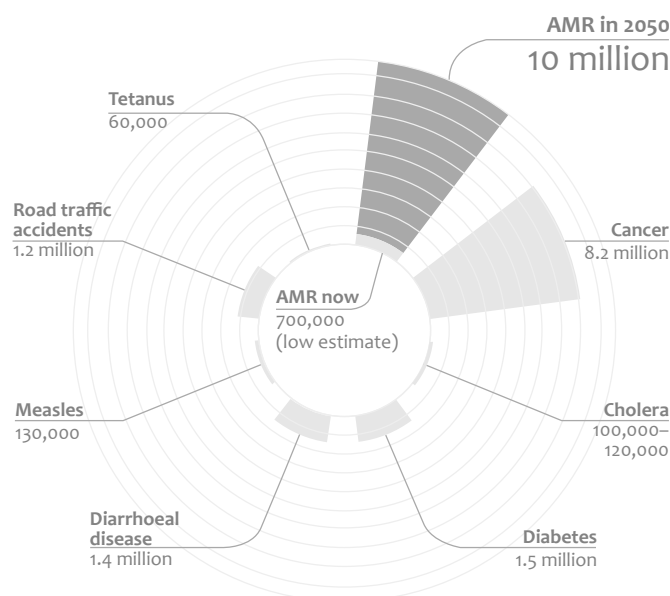 AMR in 2050
10 million
Tetanus
60,000
Road traffic
accidents
1.2 million
Cancer
8.2 million
AMR now
700,000
(low estimate)
Measles
130,000
Cholera
100,000–
120,000
Diarrhoeal
disease
1.4 million
Diabetes
1.5 million